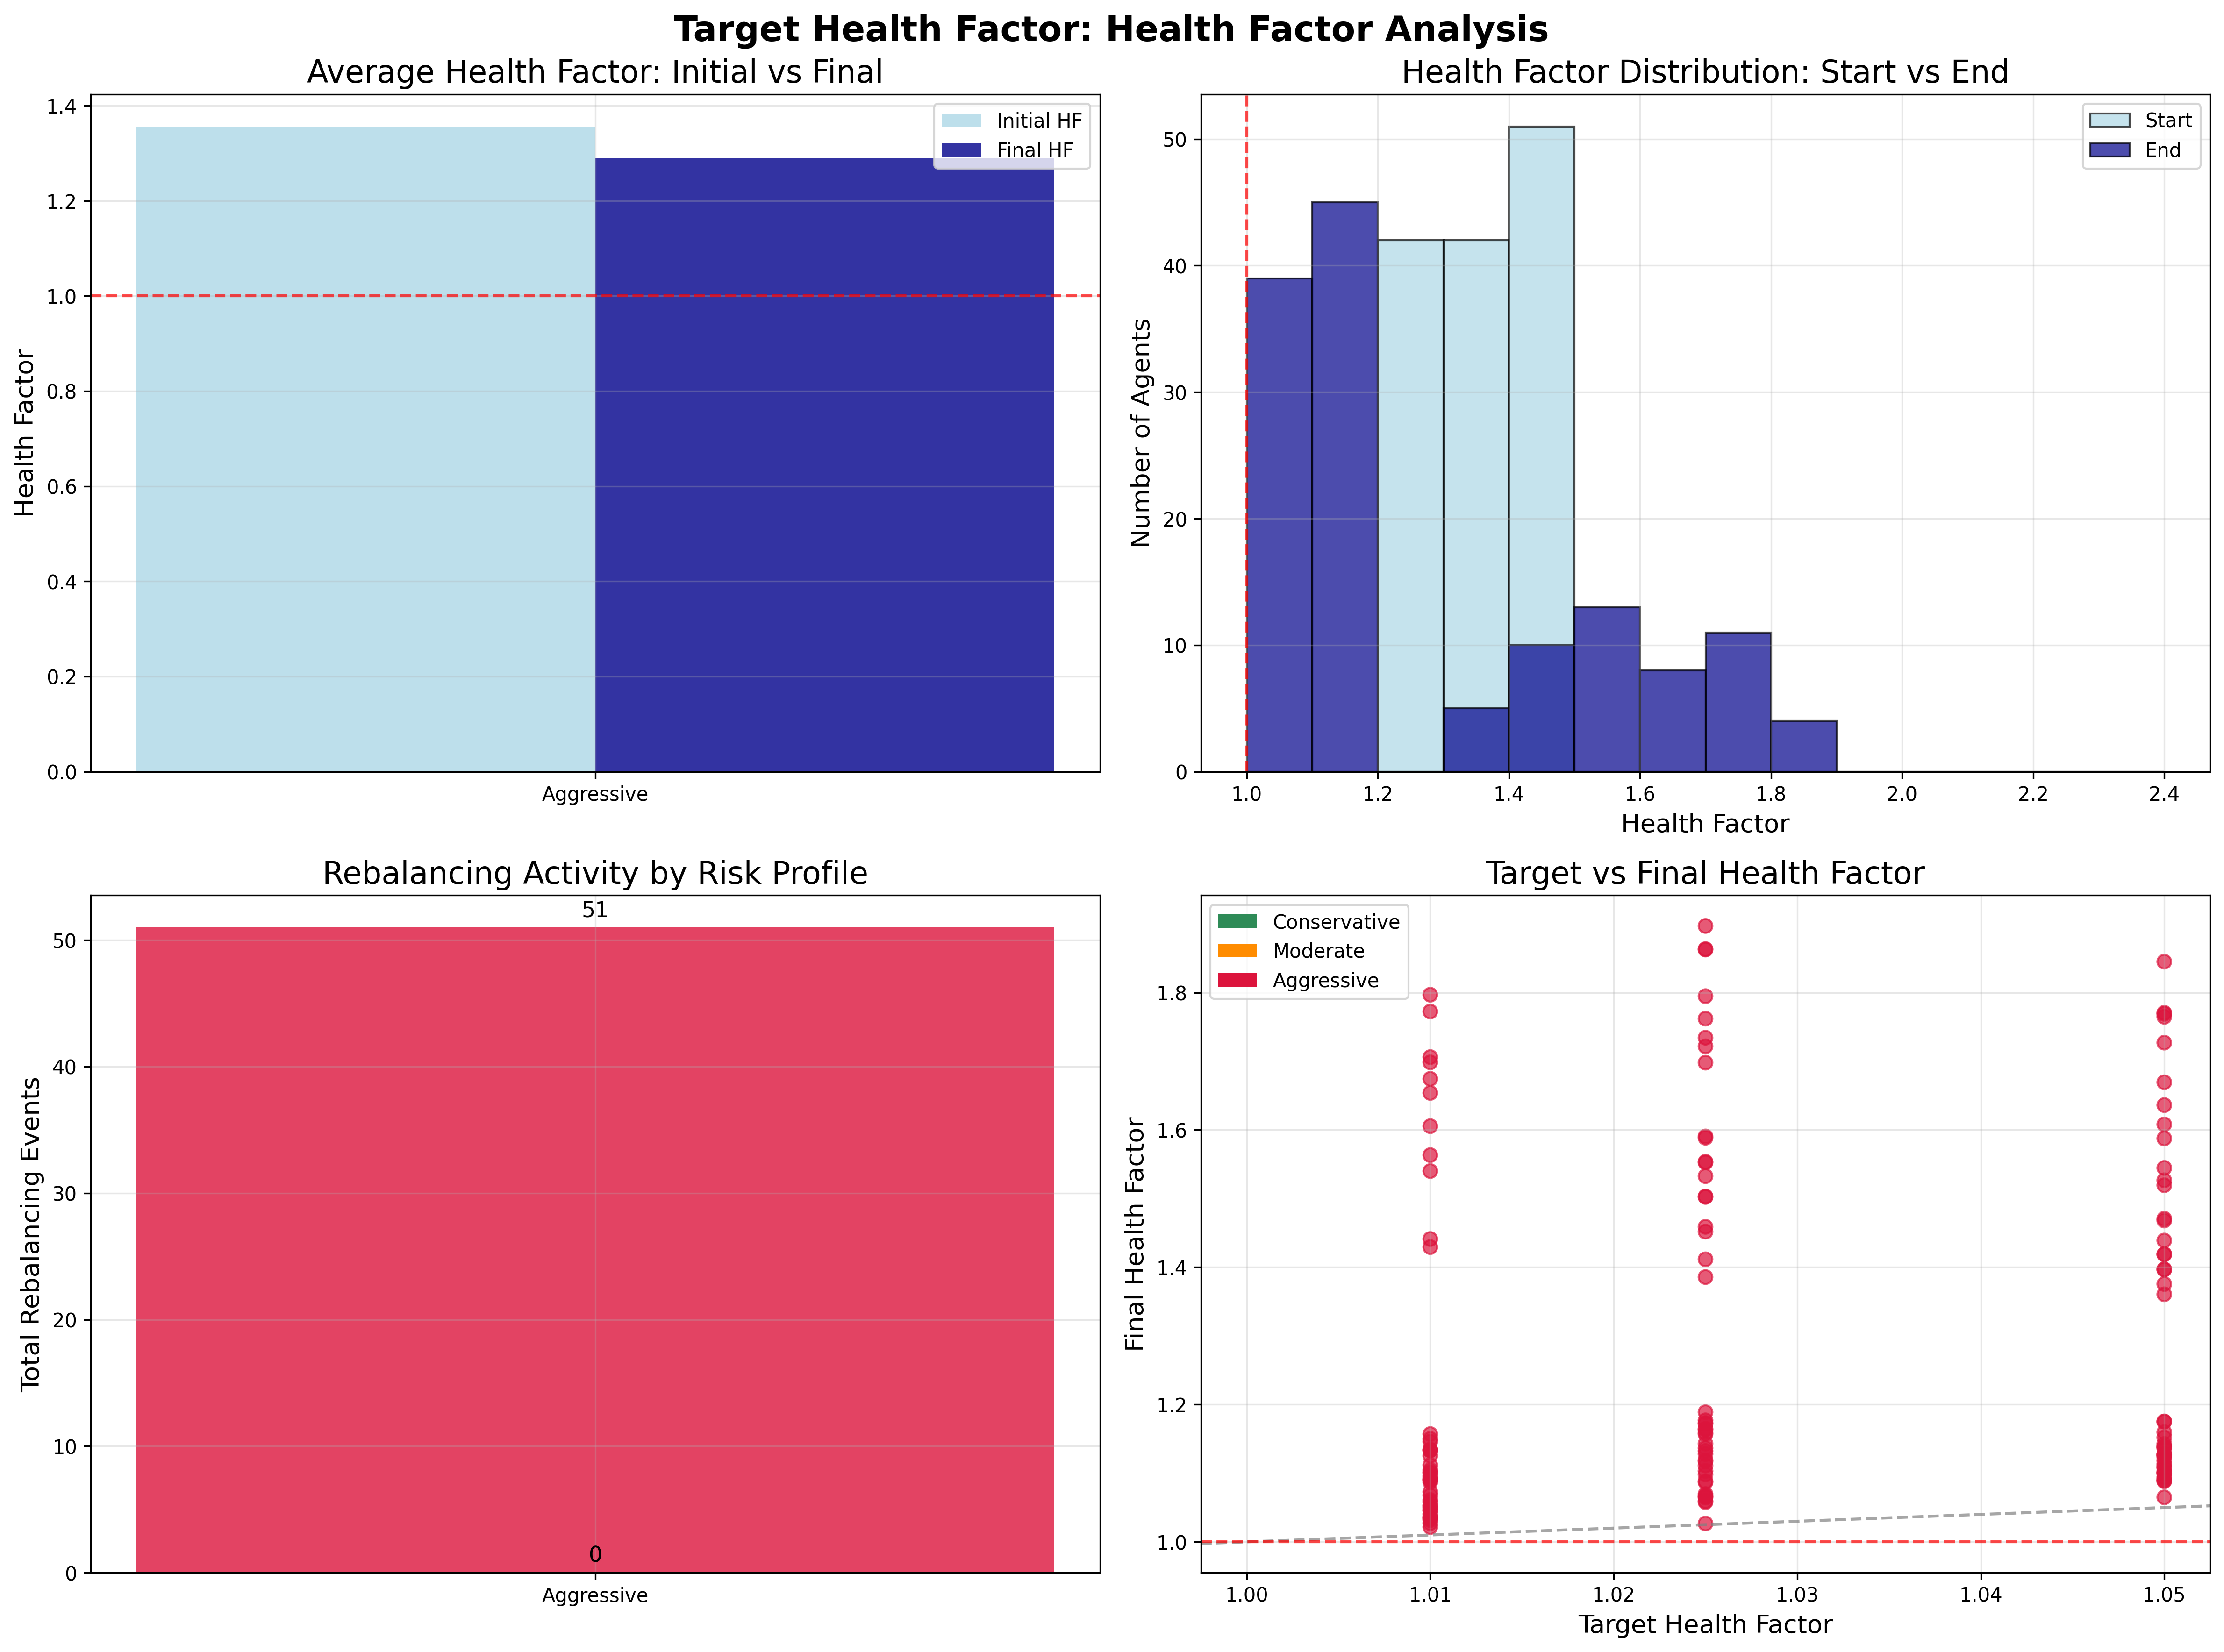 Target Health Factor: Health Factor Analysis
Average Health Factor: Initial vs Final
Health Factor
1.4
1.2
1.0
0.8
0.6
0.4
0.2
0.0
Initial HF
Final HF
Aggressive
Health Factor Distribution: Start vs End
Number of Agents
50
40
30
20
10
0
Start
End
1.0 1.2 1.4 1.6 1.8 2.0 2.2 2.4
Health Factor
Rebalancing Activity by Risk Profile
Total Rebalancing Events
50
40
30
20
10
0
51
0
Aggressive
Target vs Final Health Factor
Final Health Factor
1.8
1.6
1.4
1.2
1.0
Conservative
Moderate
Aggressive
1.00 1.01 1.02 1.03 1.04 1.05
Target Health Factor